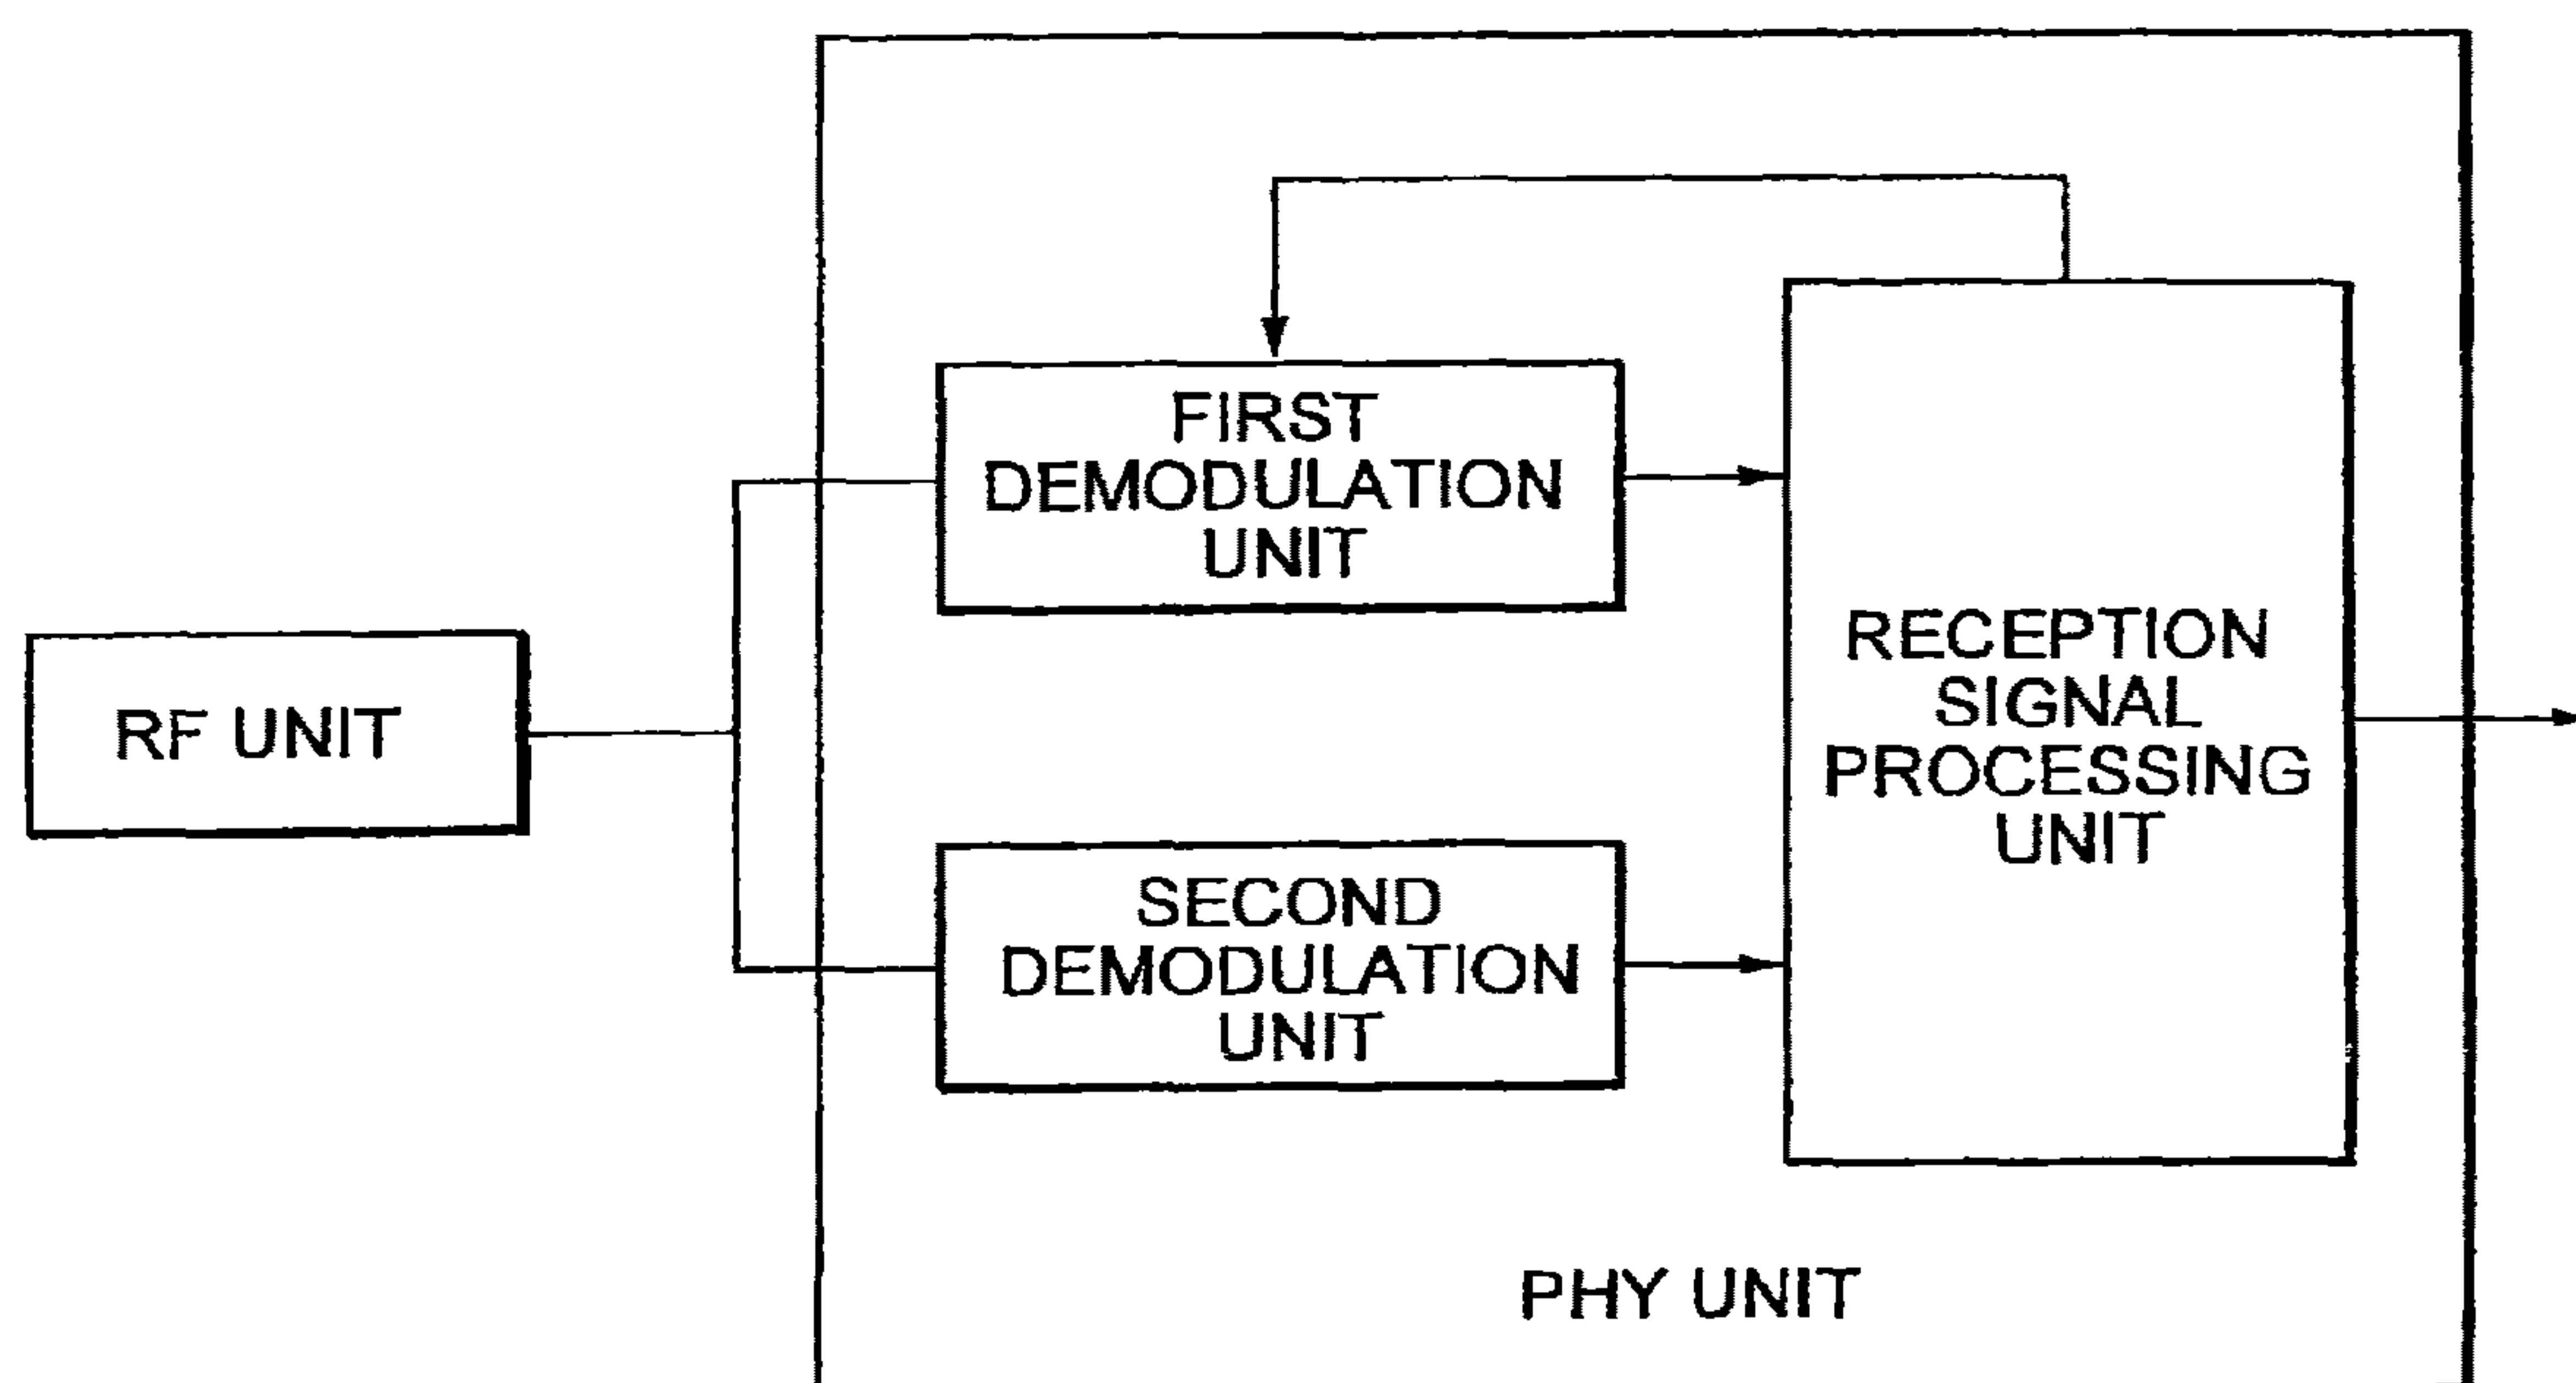 RF UNIT
FIRST
DEMODULATION
UNIT
SECOND
DEMODULATION
UNIT
RECEPTION
SIGNAL
PROCESSING
UNIT
PHY UNIT